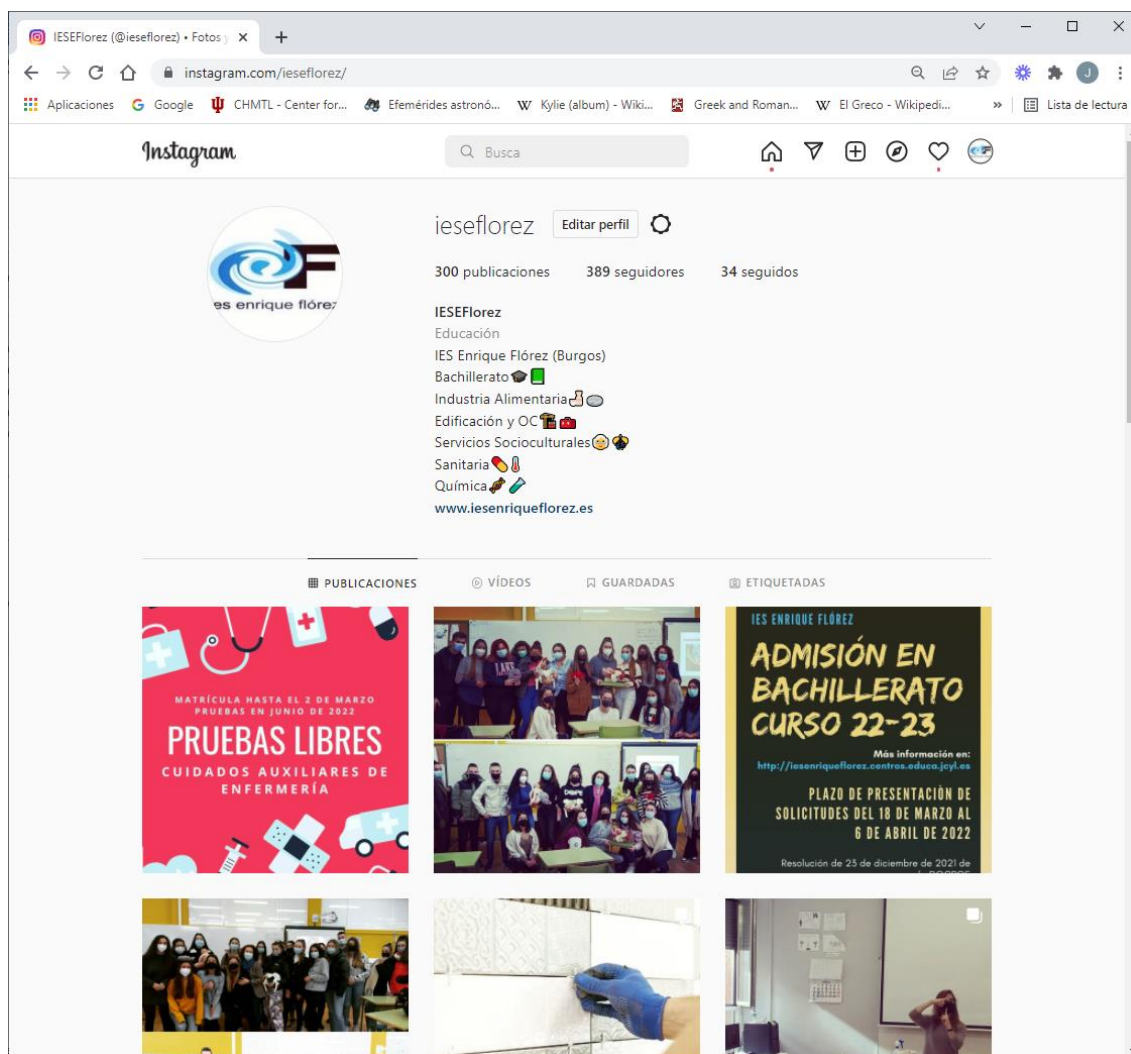 IESEFlorez (@ieseflorez) • Fotos y
instagram.com/ieseflorez/
J
Aplicaciones
Google
CHMTL - Center for...
Efemérides astronó...
Kylie (album) - Wiki...
Greek and Roman...
El Greco - Wikipedi...
»
Lista de lectura
Instagram
Busca
ieseflorez
Editar perfil
300 publicaciones 389 seguidores 34 seguidos
IESEFlorez
Educación
IES Enrique Flórez (Burgos)
Bachillerato
Industria Alimentaria
Edificación y OC
Servicios Socioculturales
Sanitaria
Química
www.iesenriqueflorez.es
PUBLICACIONES VÍDEOS GUARDADAS ETIQUETADAS
MATRÍCULA HASTA EL 2 DE MARZO
PRUEBAS EN JUNIO DE 2022
PRUEBAS LIBRES
CUIDADOS AUXILIARES DE
ENFERMERÍA
IES ENRIQUE FLÓREZ
ADMISIÓN EN
BACHILLERATO
CURSO 22-23
Más información en:
http://iesenriqueflorez.centros.educa.jcyl.es
PLAZO DE PRESENTACIÒN DE
SOLICITUDES DEL 18 DE MARZO AL
6 DE ABRIL DE 2022
Resolución de 23 de diciembre de 2021 de